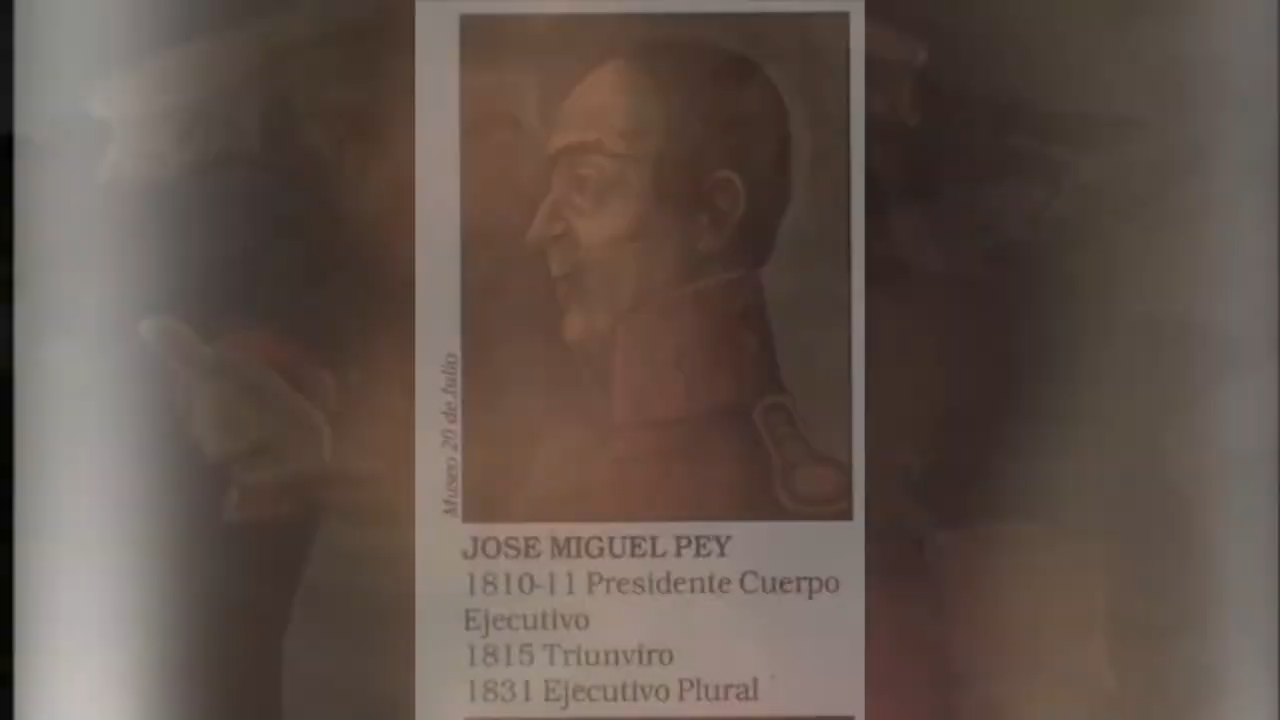 Museo 20 de Julio
JOSE MIGUEL PEY
1810-11 Presidente Cuerpo
Ejecutivo
1815 Triunviro
1831 Ejecutivo Plural